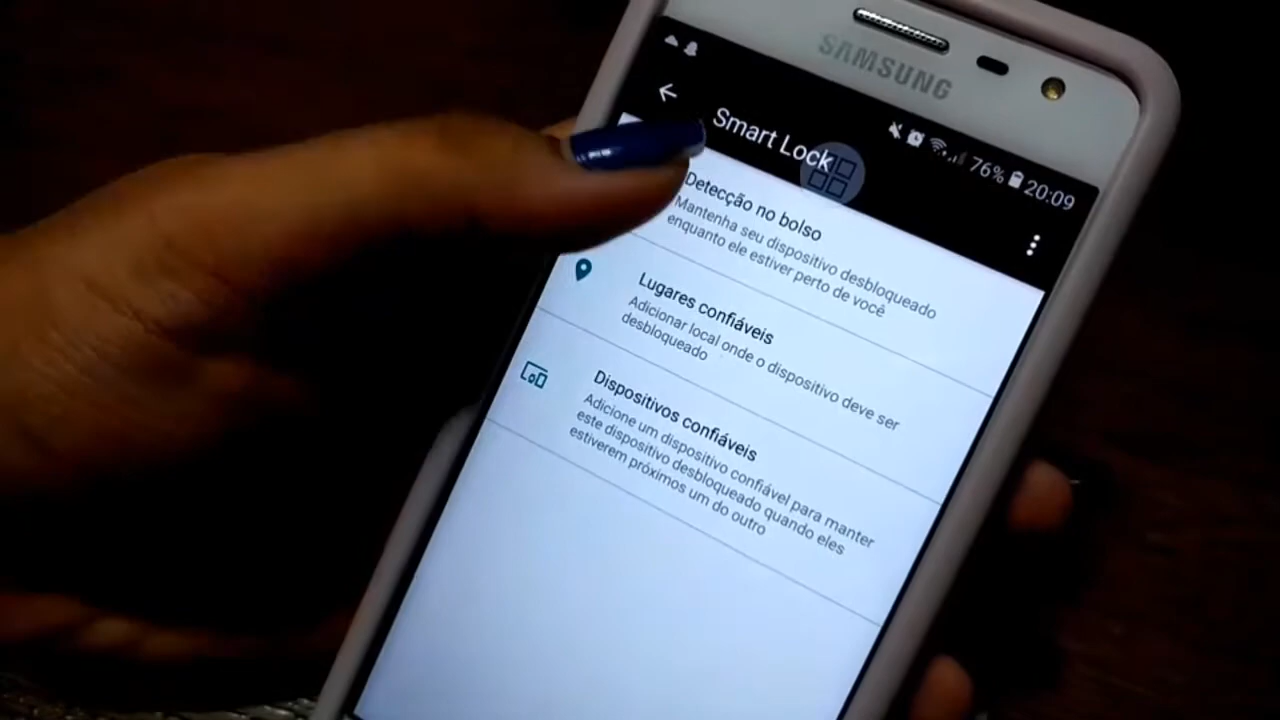 SAMSUNG
76% 20:09
Smart Lock
Detecção no bolso
Mantenha seu dispositivo desbloqueado
enquanto ele estiver perto de você
Lugares confiáveis
Adicionar local onde o dispositivo deve ser
desbloqueado
Dispositivos confiáveis
Adicione um dispositivo confiável para manter
este dispositivo desbloqueado quando eles
estiverem próximos um do outro